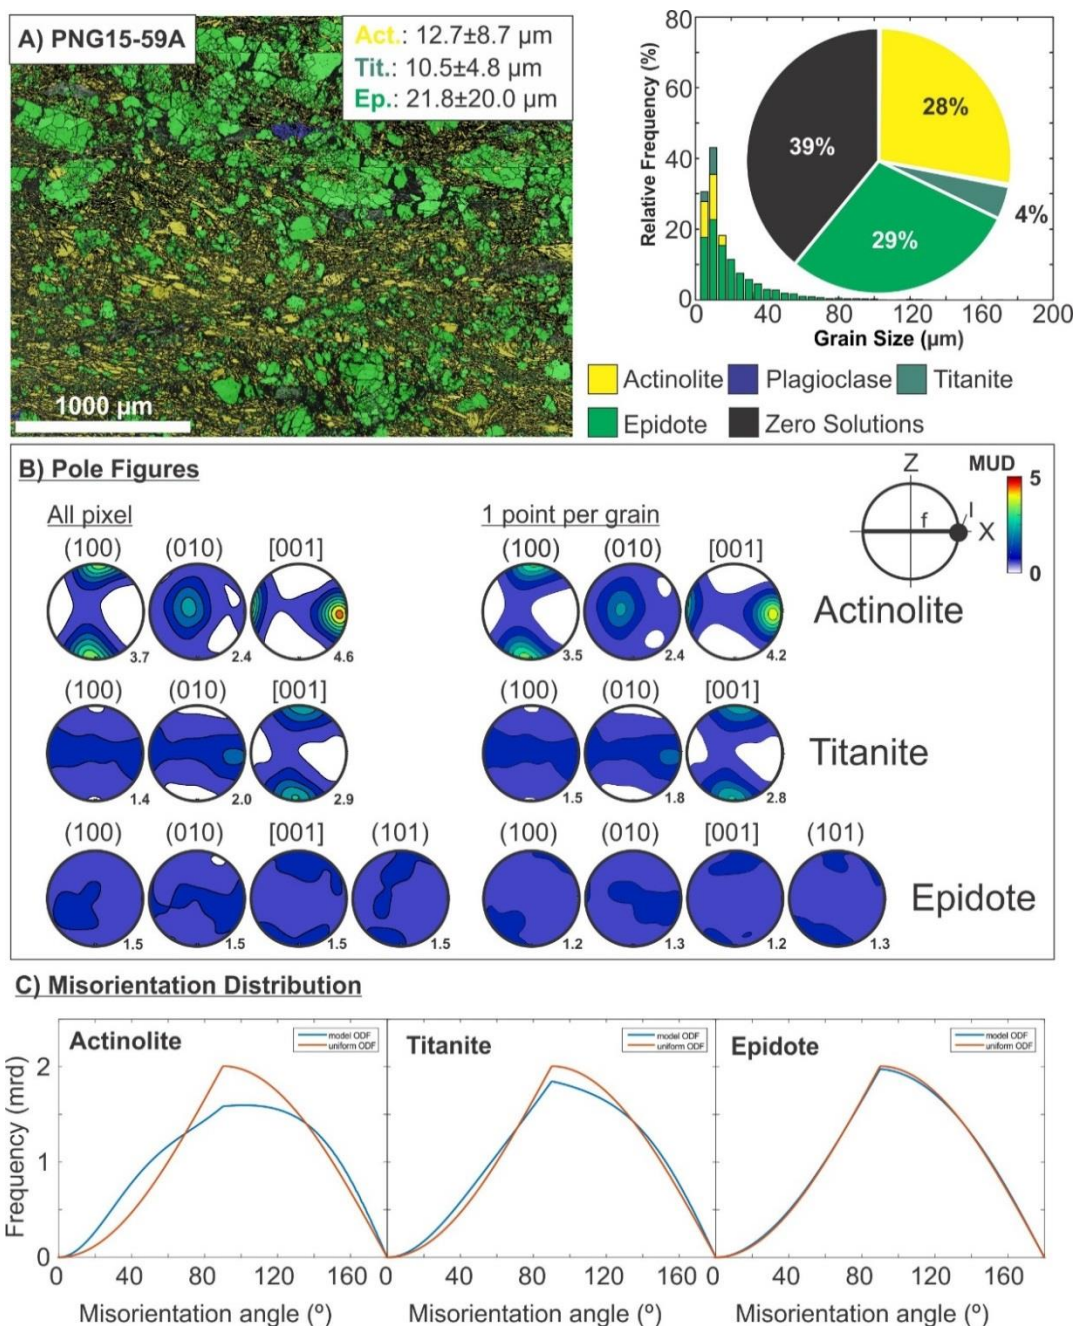 A) PNG15-59A
Act.: 12.7±8.7 µm
Tit.: 10.5±4.8 µm
Ep.: 21.8±20.0 µm
1000 µm
Relative Frequency (%)
80
60
40
20
0
28%
39%
4%
29%
0 40 80 120 160 200
Grain Size (µm)
Actinolite Plagioclase Titanite
Epidote Zero Solutions
B) Pole Figures
Z
f
l
X
MUD
5
0
All pixel 1 point per grain
(100) (010) [001] (100) (010) [001]
Actinolite
3.7 2.4 4.6 3.5 2.4 4.2
(100) (010) [001] (100) (010) [001]
Titanite
1.4 2.0 2.9 1.5 1.8 2.8
(100) (010) [001] (101) (100) (010) [001] (101)
Epidote
1.5 1.5 1.5 1.5 1.2 1.3 1.2 1.3
C) Misorientation Distribution
Actinolite
model ODF
uniform ODF
Titanite
model ODF
uniform ODF
Epidote
model ODF
uniform ODF
Frequency (mrd)
2
1
0
0 40 80 120 160 0 40 80 120 160 0 40 80 120 160
Misorientation angle (º) Misorientation angle (º) Misorientation angle (º)